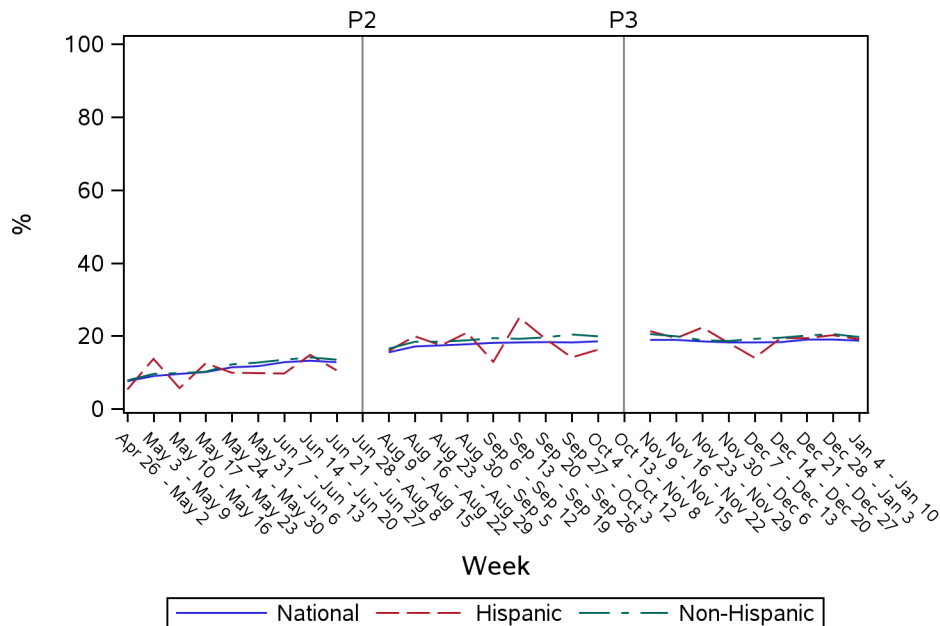 P2
P3
100
80
60
40
20
0
%
Apr 26 - May 2
May 3 - May 9
May 10 - May 16
May 17 - May 23
May 24 - May 30
May 31 - Jun 6
Jun 7 - Jun 13
Jun 14 - Jun 20
Jun 21 - Jun 27
Jun 28 - Aug 8
Aug 9 - Aug 15
Aug 16 - Aug 22
Aug 23 - Aug 29
Aug 30 - Sep 5
Sep 6 - Sep 12
Sep 13 - Sep 19
Sep 20 - Sep 26
Sep 27 - Oct 3
Oct 4 - Oct 12
Oct 13 - Nov 8
Nov 9 - Nov 15
Nov 16 - Nov 22
Nov 23 - Nov 29
Nov 30 - Dec 6
Dec 7 - Dec 13
Dec 14 - Dec 20
Dec 21 - Dec 27
Dec 28 - Jan 3
Jan 4 - Jan 10
Week
National
Hispanic
Non-Hispanic